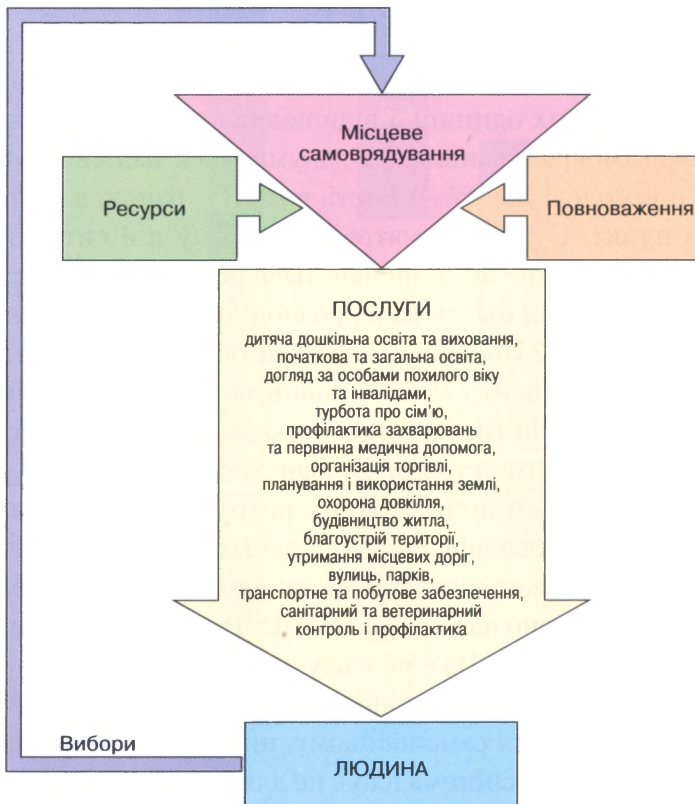 Місцеве
самоврядування
Ресурси
Повноваження
ПОСЛУГИ
дитяча дошкільна освіта та виховання,
початкова та загальна освіта,
догляд за особами похилого віку
та інвалідами,
турбота про сім’ю,
профілактика захварювань
та первинна медична допомога,
організація торгівлі,
планування і використання землі,
охорона довкілля,
будівництво житла,
благоустрій території,
утримання місцевих доріг,
вулиць, парків,
транспортне та побутове забезпечення,
санітарний та ветеринарний
контроль і профілактика
Вибори
ЛЮДИНА